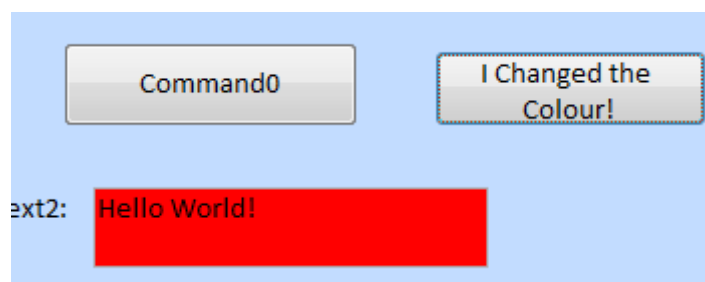 Command0
I Changed the
Colour!
ext2:
Hello World!